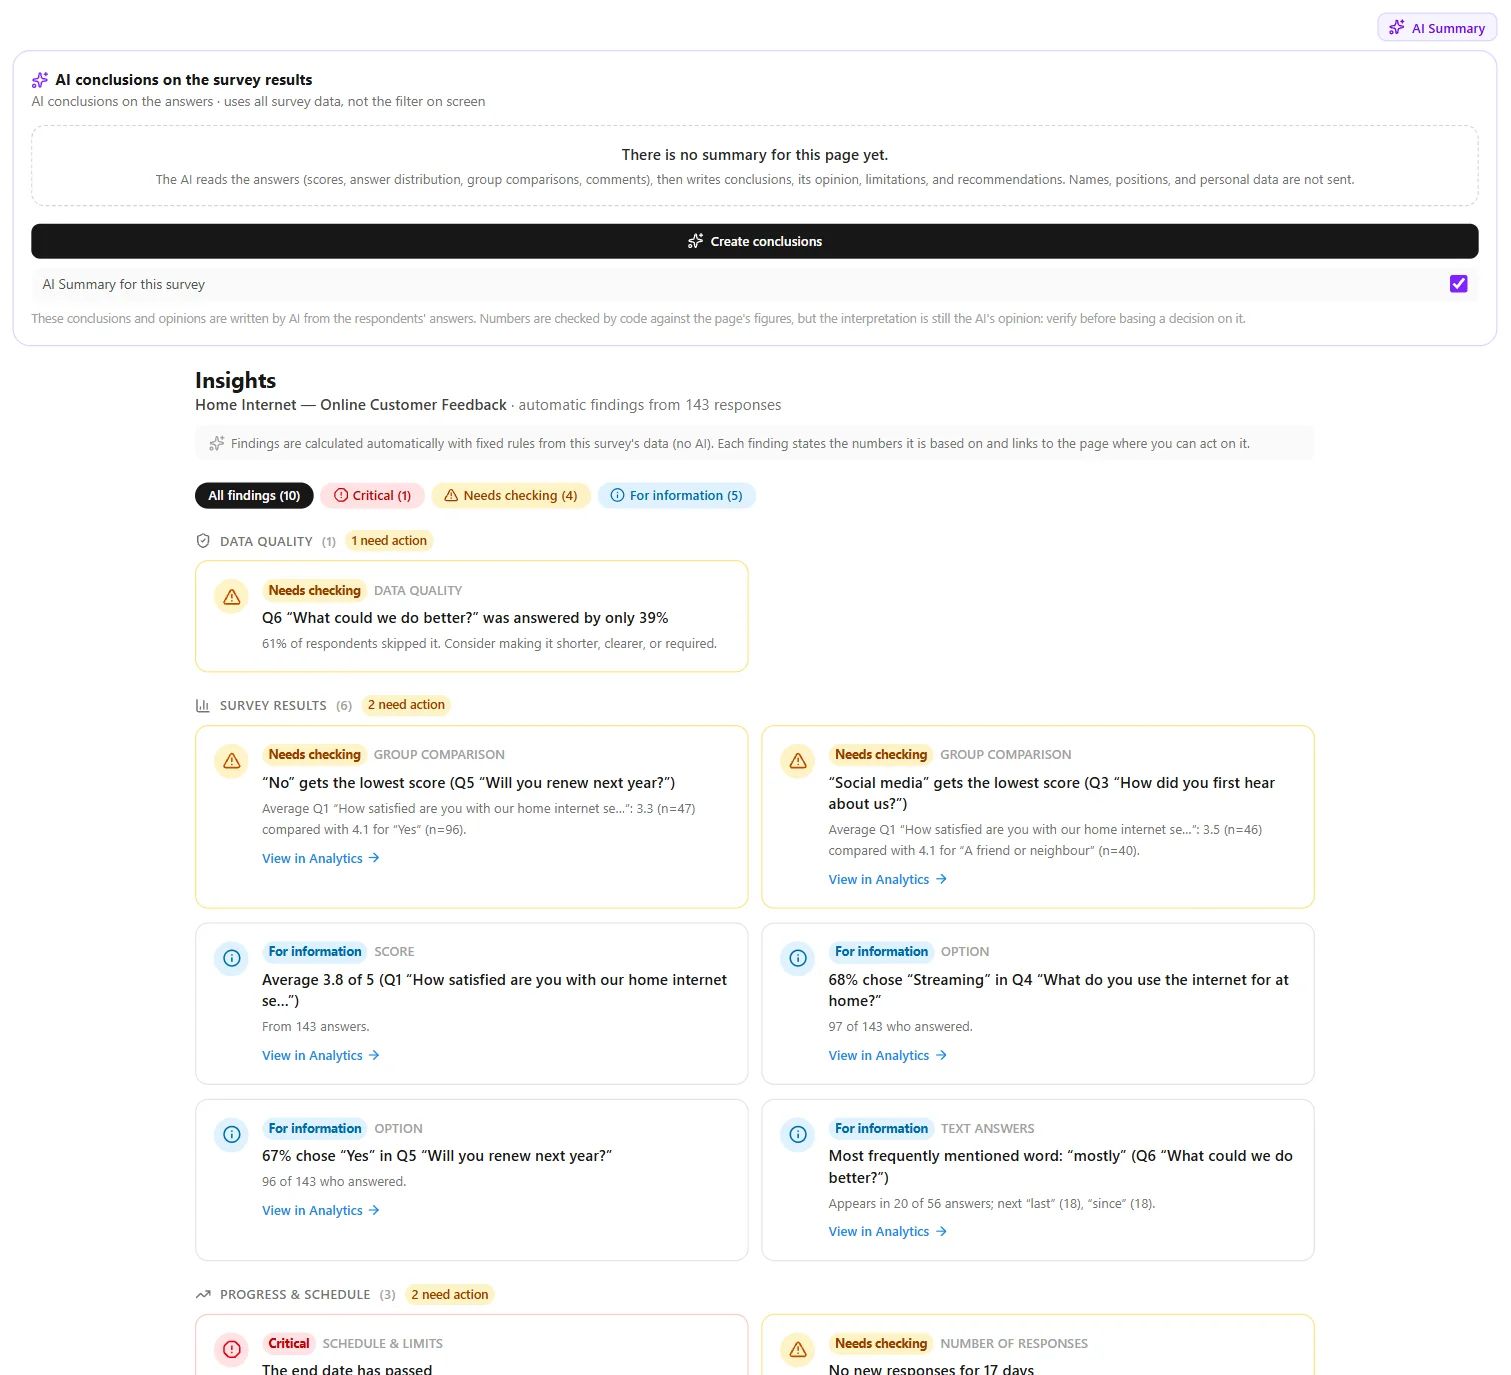 AI Summary
AI conclusions on the survey results
AI conclusions on the answers · uses all survey data, not the filter on screen
There is no summary for this page yet.
The AI reads the answers (scores, answer distribution, group comparisons, comments), then writes conclusions, its opinion, limitations, and recommendations. Names, positions, and personal data are not sent.
Create conclusions
AI Summary for this survey
These conclusions and opinions are written by AI from the respondents' answers. Numbers are checked by code against the page's figures, but the interpretation is still the AI's opinion: verify before basing a decision on it.
Insights
Home Internet — Online Customer Feedback · automatic findings from 143 responses
Findings are calculated automatically with fixed rules from this survey's data (no AI). Each finding states the numbers it is based on and links to the page where you can act on it.
All findings (10) Critical (1) Needs checking (4) For information (5)
DATA QUALITY (1) 1 need action
Needs checking DATA QUALITY
Q6 “What could we do better?” was answered by only 39%
61% of respondents skipped it. Consider making it shorter, clearer, or required.
SURVEY RESULTS (6) 2 need action
Needs checking GROUP COMPARISON
“No” gets the lowest score (Q5 “Will you renew next year?”)
Average Q1 “How satisfied are you with our home internet se…”: 3.3 (n=47)
compared with 4.1 for “Yes” (n=96).
View in Analytics →
Needs checking GROUP COMPARISON
“Social media” gets the lowest score (Q3 “How did you first hear
about us?”)
Average Q1 “How satisfied are you with our home internet se…”: 3.5 (n=46)
compared with 4.1 for “A friend or neighbour” (n=40).
View in Analytics →
For information SCORE
Average 3.8 of 5 (Q1 “How satisfied are you with our home internet
se…”)
From 143 answers.
View in Analytics →
For information OPTION
68% chose “Streaming” in Q4 “What do you use the internet for at
home?”
97 of 143 who answered.
View in Analytics →
For information OPTION
67% chose “Yes” in Q5 “Will you renew next year?”
96 of 143 who answered.
View in Analytics →
For information TEXT ANSWERS
Most frequently mentioned word: “mostly” (Q6 “What could we do
better?”)
Appears in 20 of 56 answers; next “last” (18), “since” (18).
View in Analytics →
PROGRESS & SCHEDULE (3) 2 need action
Critical SCHEDULE & LIMITS
The end date has passed
Needs checking NUMBER OF RESPONSES
No new responses for 17 days